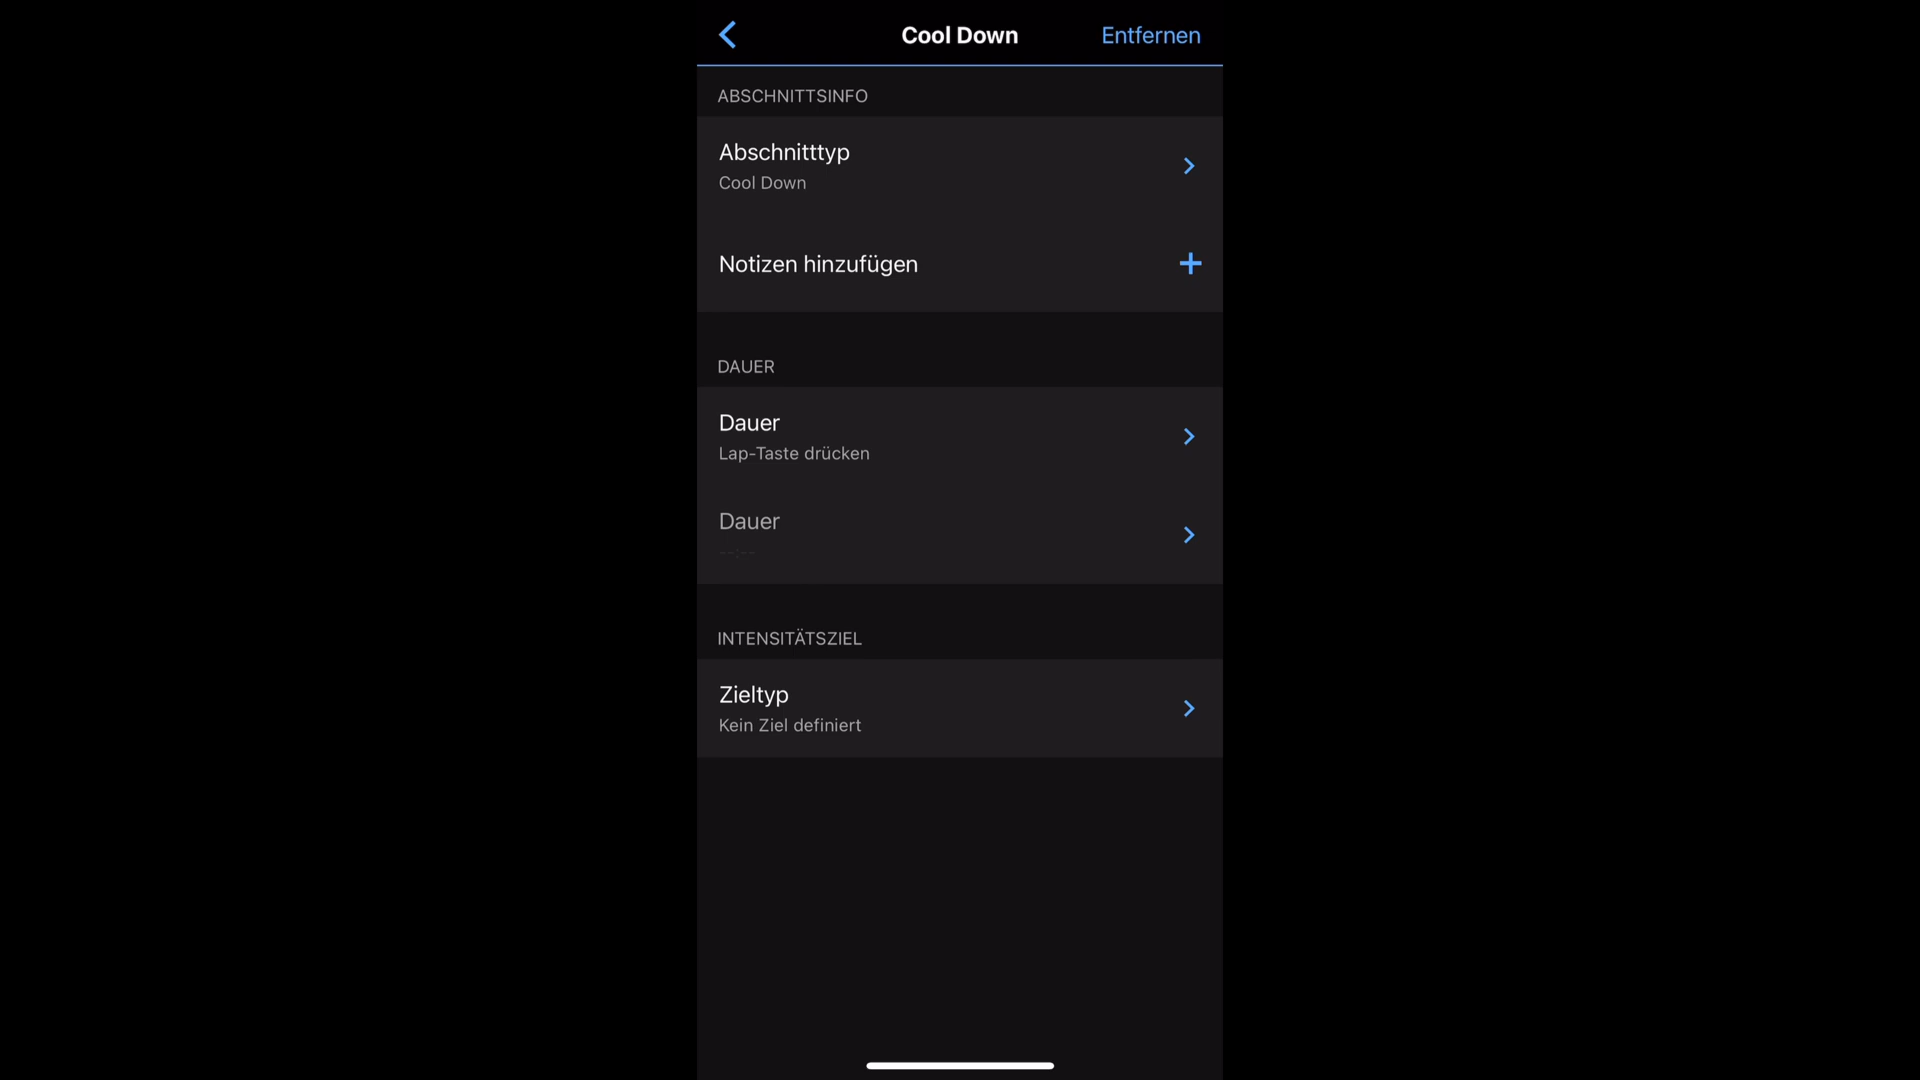 Cool Down
Entfernen
ABSCHNITTSINFO
Abschnitttyp
Cool Down
Notizen hinzufügen
DAUER
Dauer
Lap-Taste drücken
Dauer
--:--
INTENSITÄTSZIEL
Zieltyp
Kein Ziel definiert